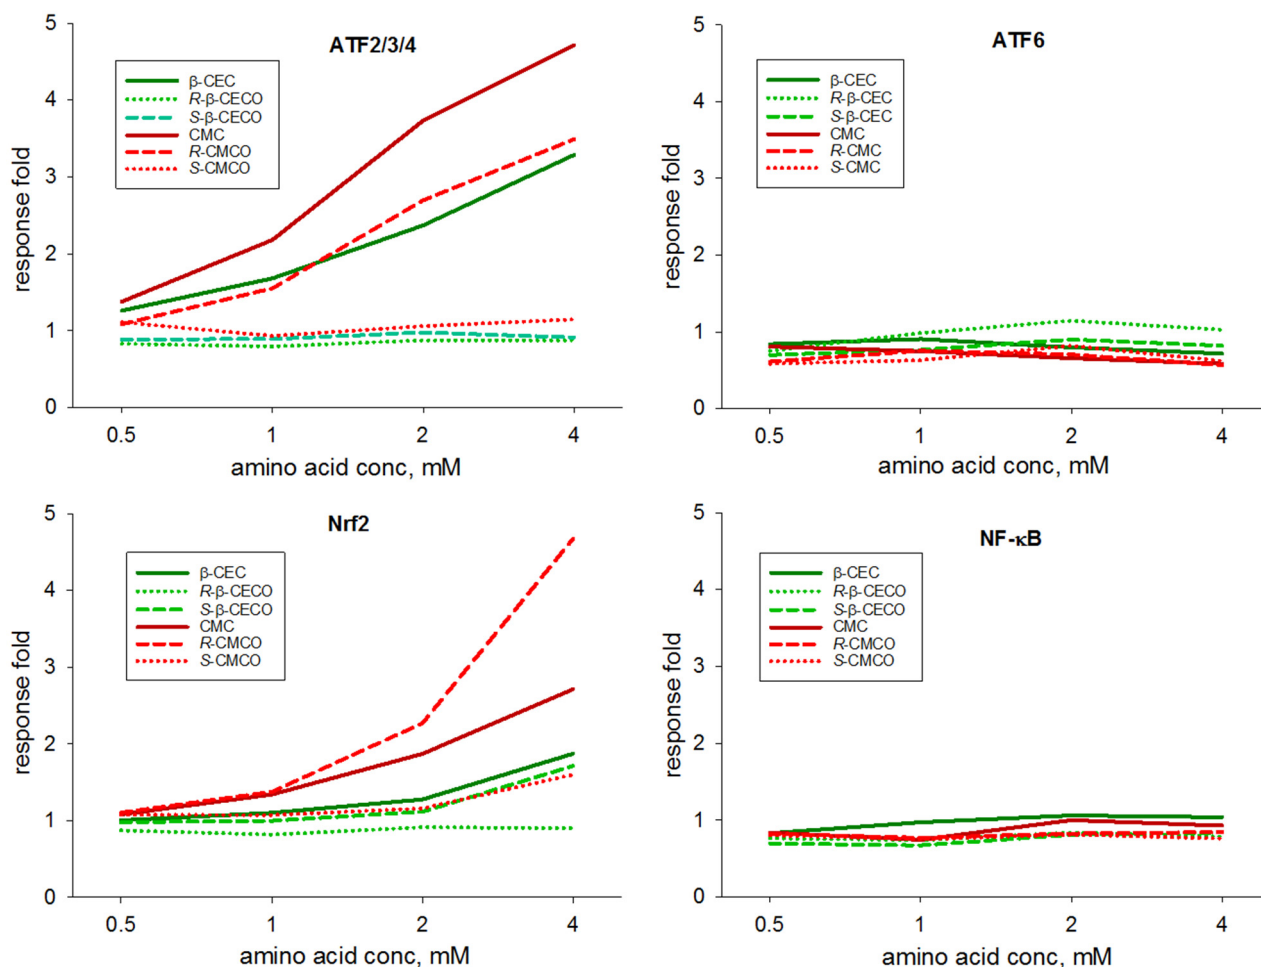 ATF2/3/4
5
4
3
2
1
0
response fold
β-CEC
R-β-CECO
S-β-CECO
CMC
R-CMCO
S-CMCO
0.5 1 2 4
amino acid conc, mM
ATF6
5
4
3
2
1
0
response fold
β-CEC
R-β-CEC
S-β-CEC
CMC
R-CMC
S-CMC
0.5 1 2 4
amino acid conc, mM
Nrf2
5
4
3
2
1
0
response fold
β-CEC
R-β-CECO
S-β-CECO
CMC
R-CMCO
S-CMCO
0.5 1 2 4
amino acid conc, mM
NF-κB
5
4
3
2
1
0
response fold
β-CEC
R-β-CECO
S-β-CECO
CMC
R-CMCO
S-CMCO
0.5 1 2 4
amino acid conc, mM